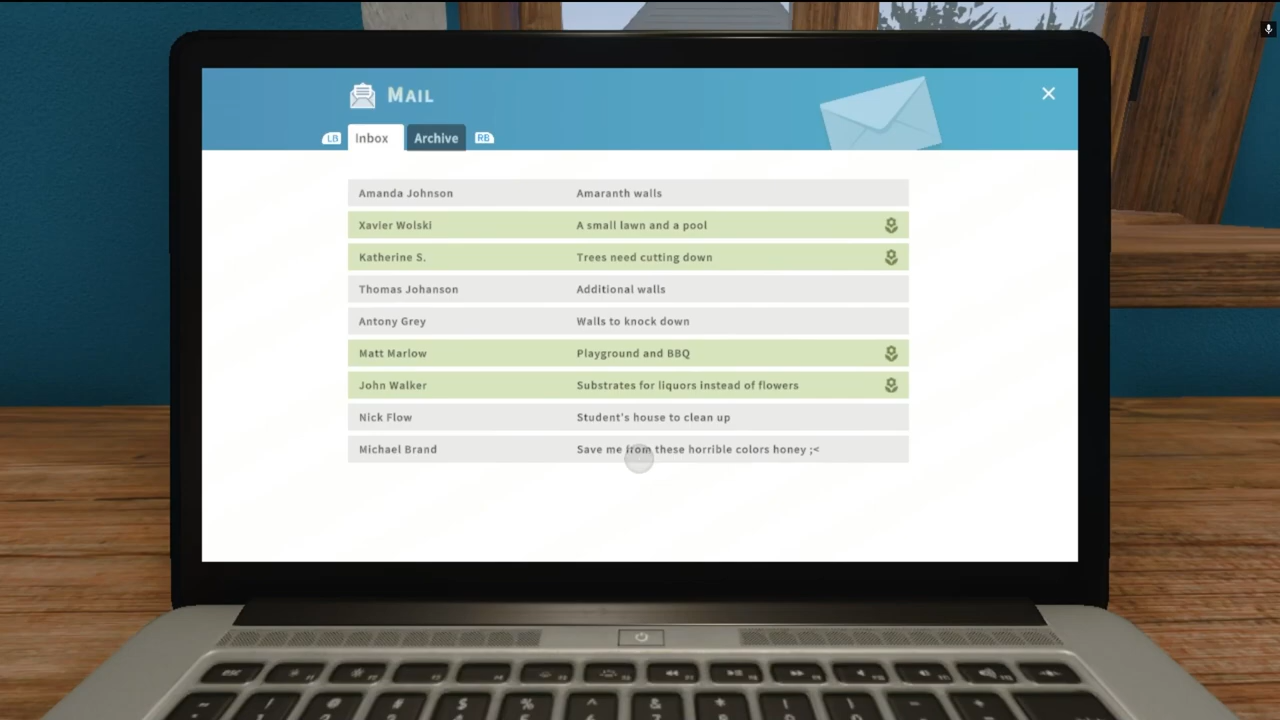 MAIL
LB Inbox Archive RB
Amanda Johnson Amaranth walls
Xavier Wolski A small lawn and a pool
Katherine S. Trees need cutting down
Thomas Johanson Additional walls
Antony Grey Walls to knock down
Matt Marlow Playground and BBQ
John Walker Substrates for liquors instead of flowers
Nick Flow Student's house to clean up
Michael Brand Save me from these horrible colors honey ;<
esc